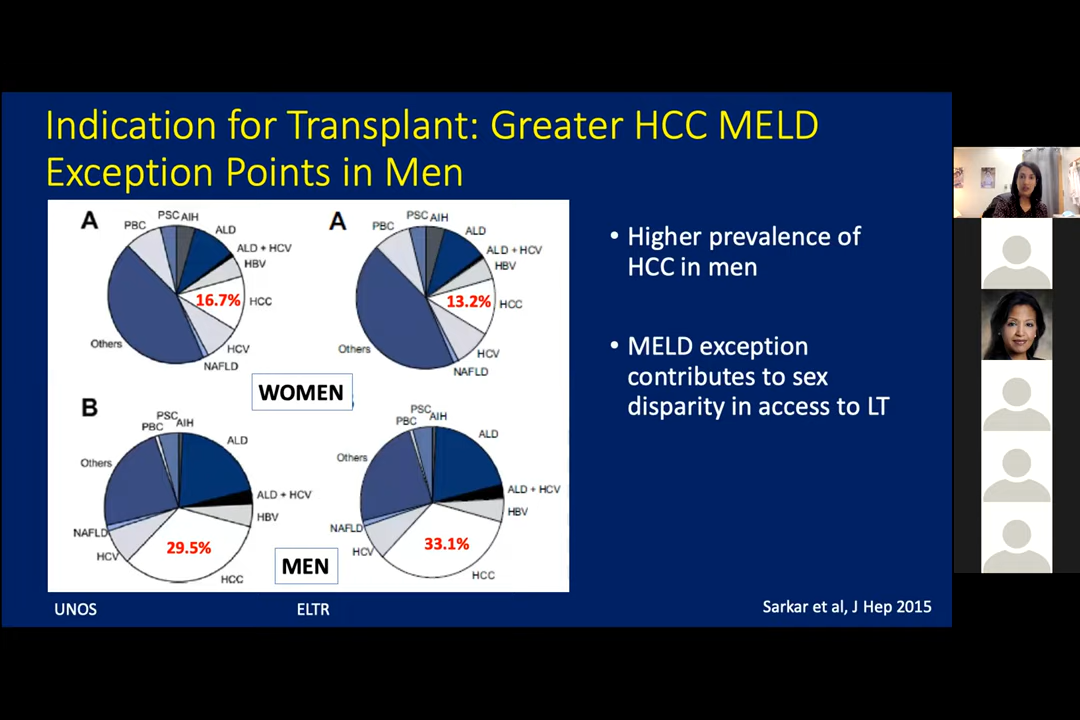 Indication for Transplant: Greater HCC MELD
Exception Points in Men
A
PSC AIH
PBC
ALD
ALD + HCV
HBV
16.7%
HCC
Others
HCV
NAFLD
A
PSC AIH
PBC
ALD
ALD + HCV
HBV
13.2%
HCC
Others
HCV
NAFLD
WOMEN
B
PSC
AIH
PBC
ALD
Others
ALD + HCV
HBV
NAFLD
29.5%
HCV
HCC
PSC
AIH
PBC
ALD
Others
ALD + HCV
HBV
NAFLD
33.1%
HCV
HCC
MEN
UNOS
ELTR
• Higher prevalence of
HCC in men
• MELD exception
contributes to sex
disparity in access to LT
Sarkar et al, J Hep 2015